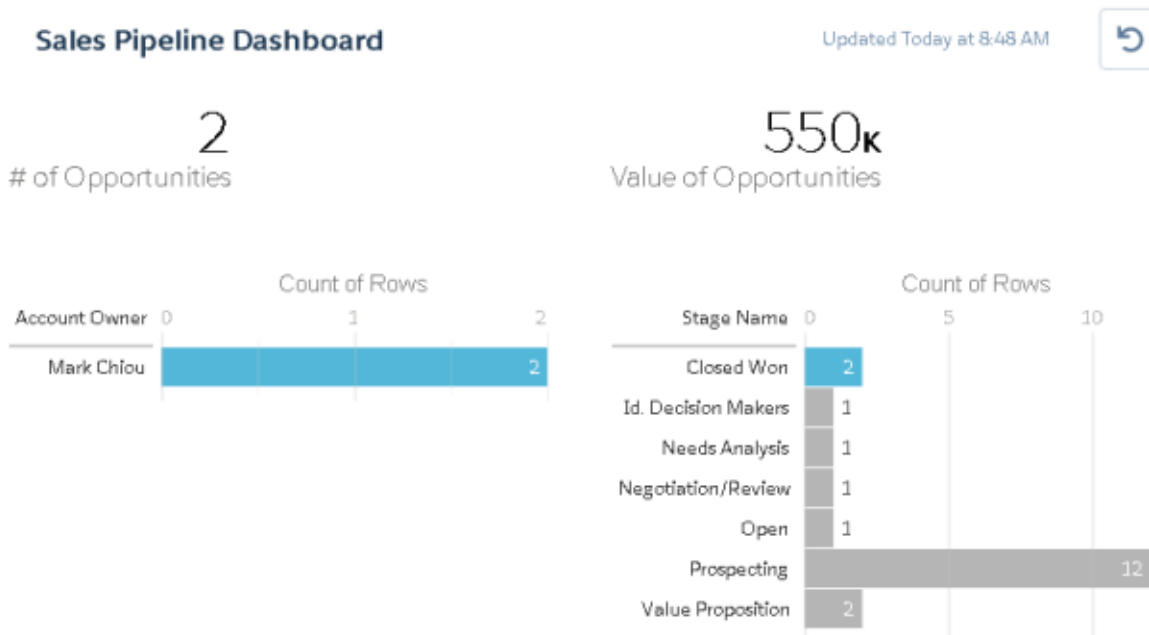 Sales Pipeline Dashboard
Updated Today at 8:48 AM
2
# of Opportunities
550K
Value of Opportunities
Count of Rows
Account Owner 0 1 2
Mark Chiou 2
Count of Rows
Stage Name 0 5 10
Closed Won 2
Id. Decision Makers 1
Needs Analysis 1
Negotiation/Review 1
Open 1
Prospecting 12
Value Proposition 2